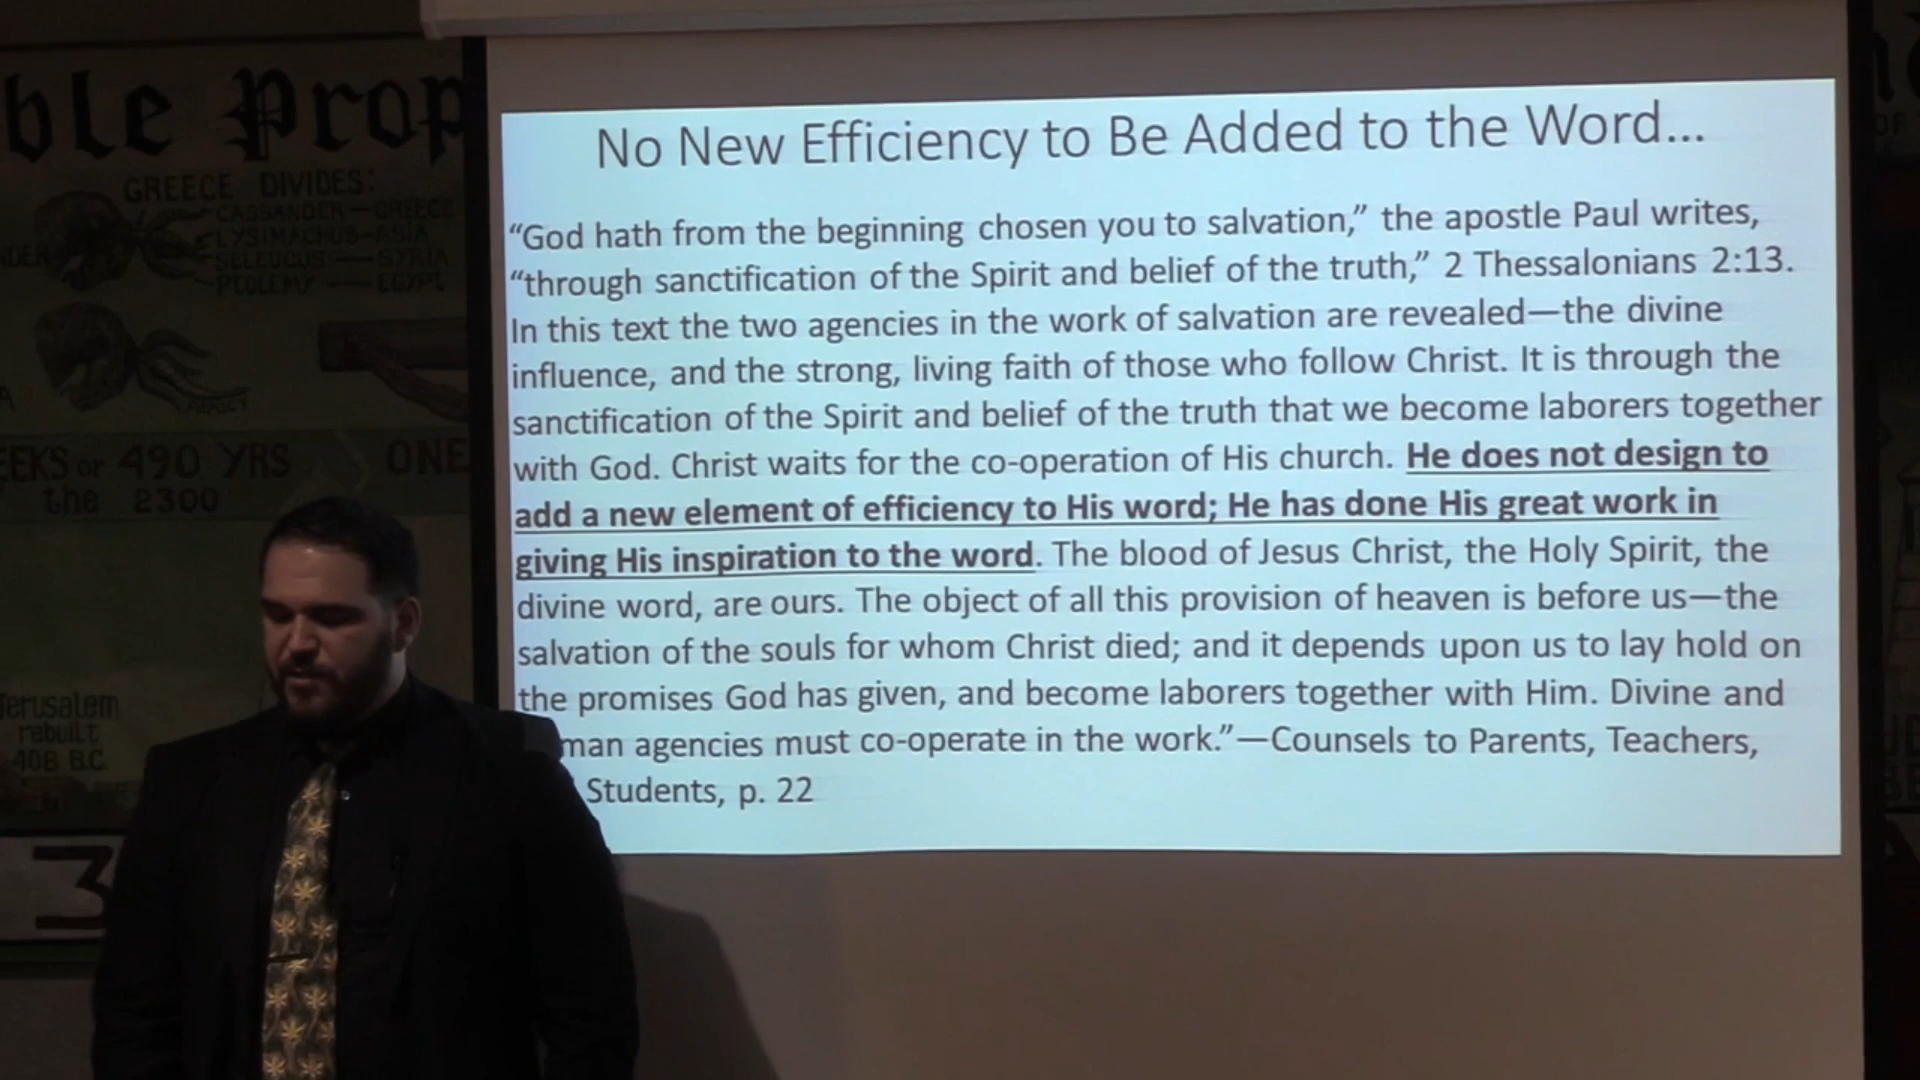 ble Prop
GREECE DIVIDES:
CASSANDER—GREECE
LYSIMACHUS—ASIA
SELEUCUS—SYRIA
PTOLEMY—EGYPT
EEKS or 490 YRS
ONE
the 2300
Jerusalem
rebuilt
408 B.C.
3
No New Efficiency to Be Added to the Word...
“God hath from the beginning chosen you to salvation,” the apostle Paul writes,
“through sanctification of the Spirit and belief of the truth,” 2 Thessalonians 2:13.
In this text the two agencies in the work of salvation are revealed—the divine
influence, and the strong, living faith of those who follow Christ. It is through the
sanctification of the Spirit and belief of the truth that we become laborers together
with God. Christ waits for the co-operation of His church. He does not design to
add a new element of efficiency to His word; He has done His great work in
giving His inspiration to the word. The blood of Jesus Christ, the Holy Spirit, the
divine word, are ours. The object of all this provision of heaven is before us—the
salvation of the souls for whom Christ died; and it depends upon us to lay hold on
the promises God has given, and become laborers together with Him. Divine and
man agencies must co-operate in the work.”—Counsels to Parents, Teachers,
Students, p. 22